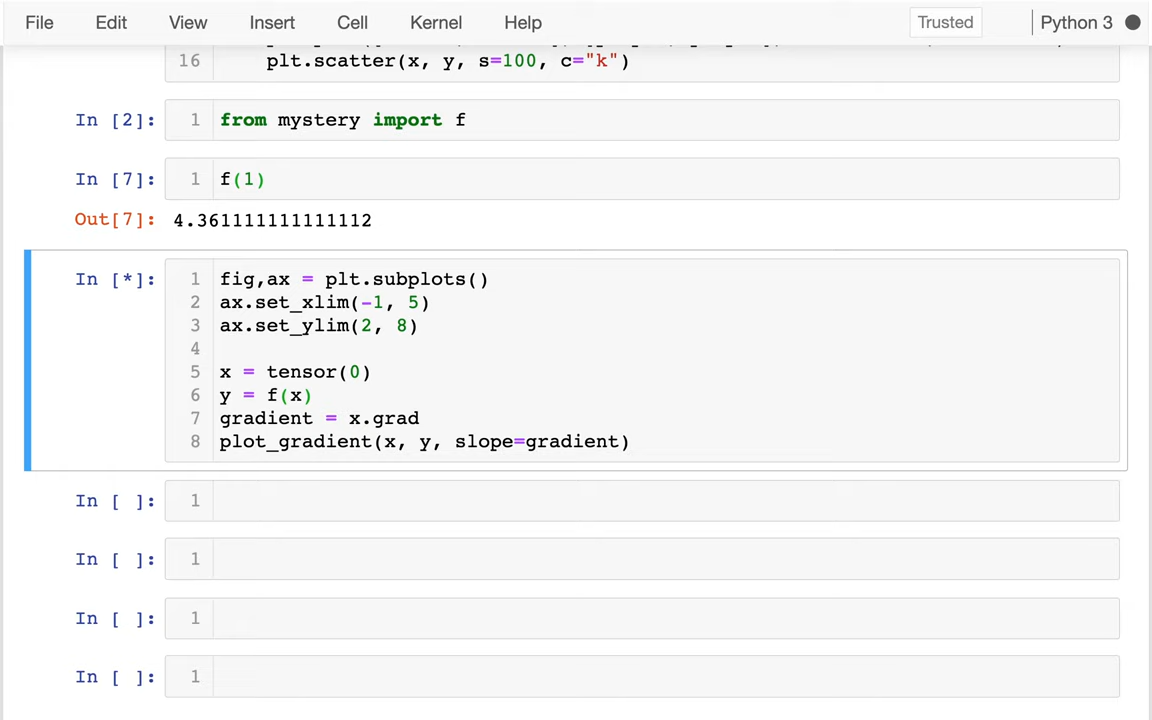 File Edit View Insert Cell Kernel Help Trusted Python 3
16 plt.scatter(x, y, s=100, c="k")
In [2]: 1 from mystery import f
In [7]: 1 f(1)
Out[7]: 4.361111111111112
In [*]: 1 fig,ax = plt.subplots()
2 ax.set_xlim(-1, 5)
3 ax.set_ylim(2, 8)
4
5 x = tensor(0)
6 y = f(x)
7 gradient = x.grad
8 plot_gradient(x, y, slope=gradient)
In [ ]: 1
In [ ]: 1
In [ ]: 1
In [ ]: 1